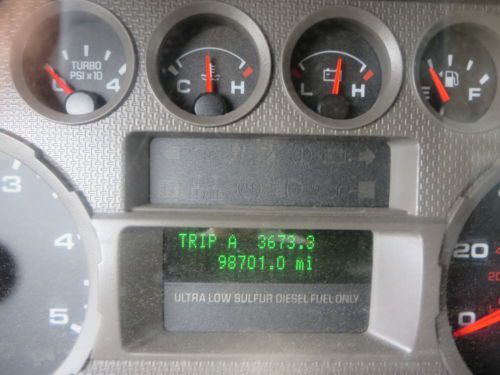 TURBO
PSI x 10
4
C H
L H
E F
3
4
5
TRIP A 3673.3
98701.0 mi
ULTRA LOW SULFUR DIESEL FUEL ONLY
20
0